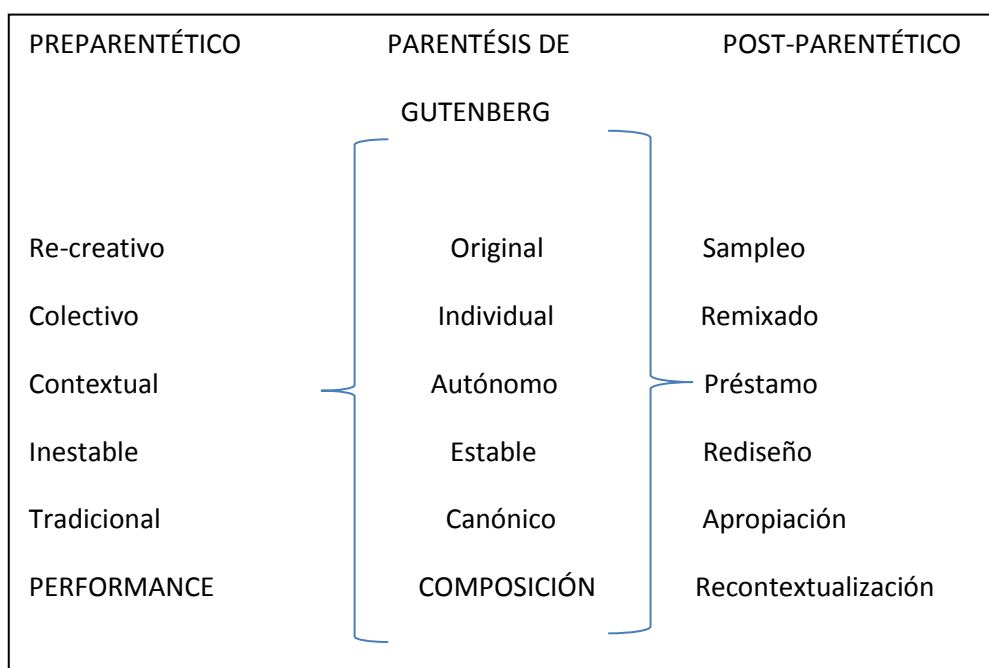 PREPARENTÉTICO PARENTÉSIS DE POST-PARENTÉTICO
GUTENBERG
Re-creativo Original Sampleo
Colectivo Individual Remixado
Contextual Autónomo Préstamo
Inestable Estable Rediseño
Tradicional Canónico Apropiación
PERFORMANCE COMPOSICIÓN Recontextualización